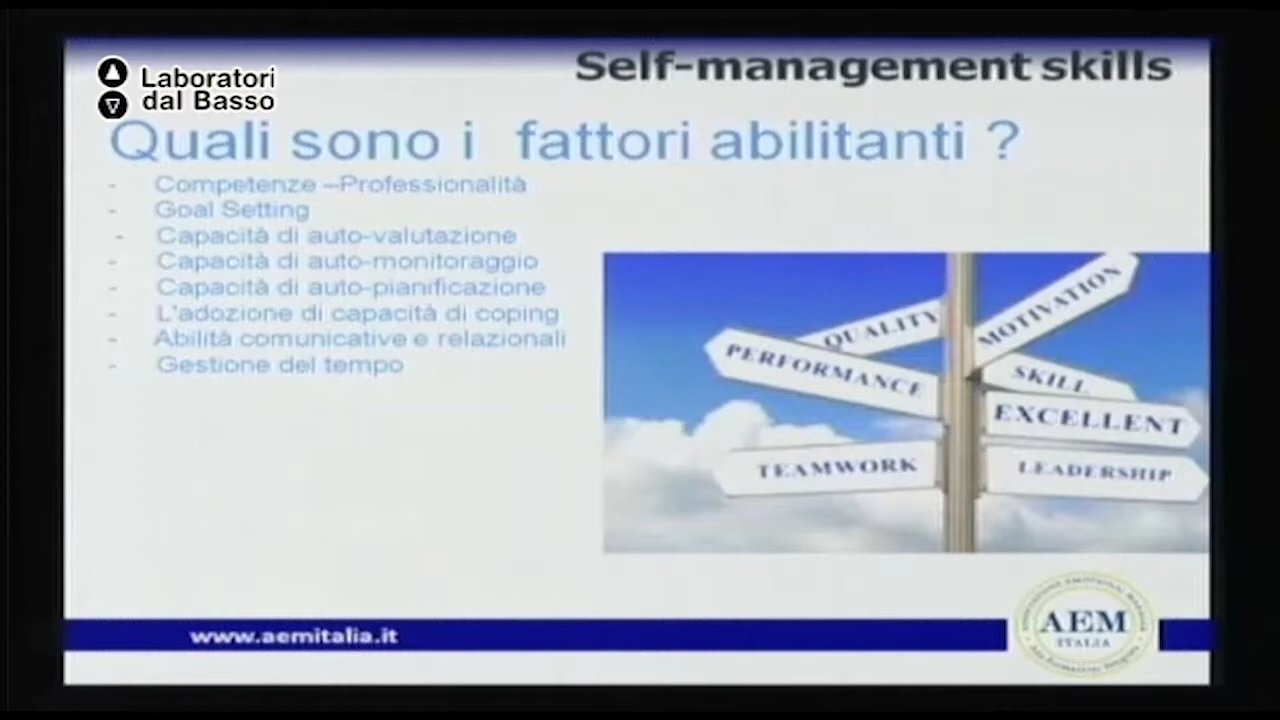 Self-management skills
Laboratori
dal Basso
Quali sono i fattori abilitanti ?
- Competenze –Professionalità
- Goal Setting
- Capacità di auto-valutazione
- Capacità di auto-monitoraggio
- Capacità di auto-pianificazione
- L'adozione di capacità di coping
- Abilità comunicative e relazionali
- Gestione del tempo
QUALITY
MOTIVATION
PERFORMANCE
SKILL
EXCELLENT
TEAMWORK
LEADERSHIP
www.aemitalia.it
AEM
ITALIA